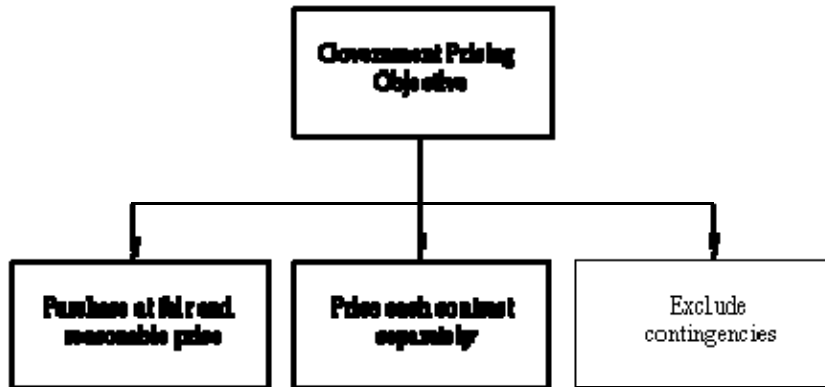 Government Pricing
Objective
Purchase at fair and
reasonable price
Price each contract
separately
Exclude
contingencies